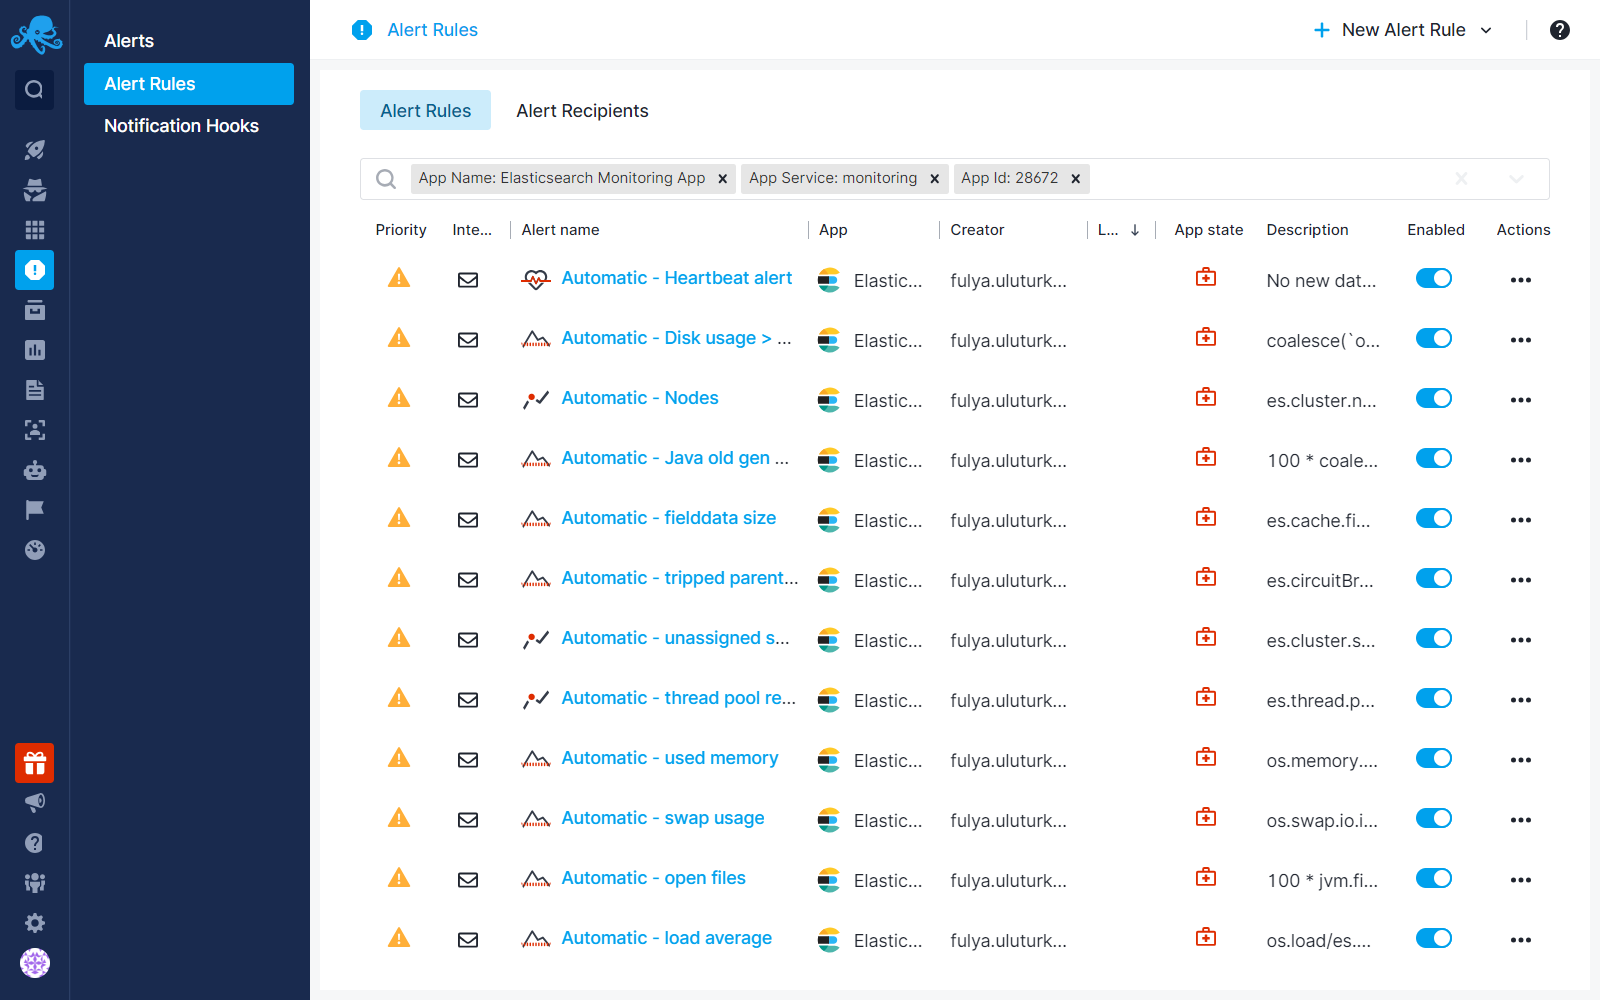 Alerts
Alert Rules
Notification Hooks
Alert Rules
New Alert Rule
Alert Rules
Alert Recipients
App Name: Elasticsearch Monitoring App
App Service: monitoring
App Id: 28672
Priority Inte... Alert name App Creator L... App state Description Enabled Actions
Automatic - Heartbeat alert Elastic... fulya.uluturk... No new dat...
Automatic - Disk usage > ... Elastic... fulya.uluturk... coalesce(`o...
Automatic - Nodes Elastic... fulya.uluturk... es.cluster.n...
Automatic - Java old gen ... Elastic... fulya.uluturk... 100 * coale...
Automatic - fielddata size Elastic... fulya.uluturk... es.cache.fi...
Automatic - tripped parent... Elastic... fulya.uluturk... es.circuitBr...
Automatic - unassigned s... Elastic... fulya.uluturk... es.cluster.s...
Automatic - thread pool re... Elastic... fulya.uluturk... es.thread.p...
Automatic - used memory Elastic... fulya.uluturk... os.memory....
Automatic - swap usage Elastic... fulya.uluturk... os.swap.io.i...
Automatic - open files Elastic... fulya.uluturk... 100 * jvm.fi...
Automatic - load average Elastic... fulya.uluturk... os.load/es....